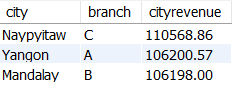 city branch cityrevenue
Naypyitaw C 110568.86
Yangon A 106200.57
Mandalay B 106198.00